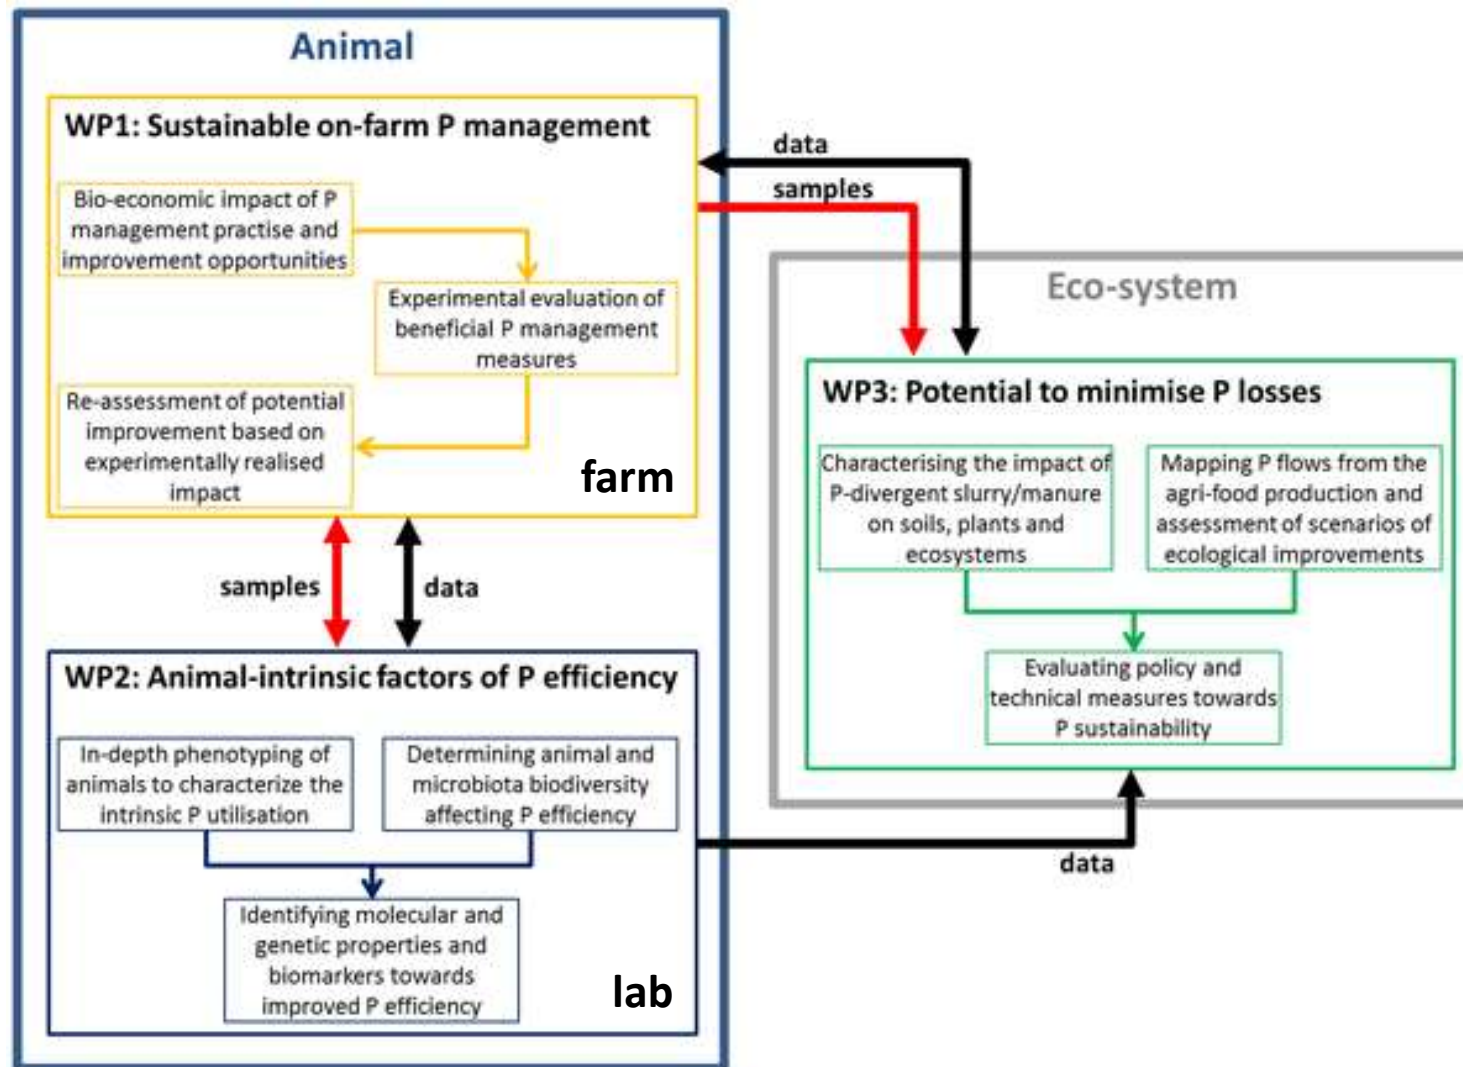 Animal
WP1: Sustainable on-farm P management
Bio-economic impact of P
management practise and
improvement opportunities
Experimental evaluation of
beneficial P management
measures
Re-assessment of potential
improvement based on
experimentally realised
impact
farm
samples
data
WP2: Animal-intrinsic factors of P efficiency
In-depth phenotyping of
animals to characterize the
intrinsic P utilisation
Determining animal and
microbiota biodiversity
affecting P efficiency
Identifying molecular and
genetic properties and
biomarkers towards
improved P efficiency
lab
data
samples
Eco-system
WP3: Potential to minimise P losses
Characterising the impact of
P-divergent slurry/manure
on soils, plants and
ecosystems
Mapping P flows from the
agri-food production and
assessment of scenarios of
ecological improvements
Evaluating policy and
technical measures towards
P sustainability
data